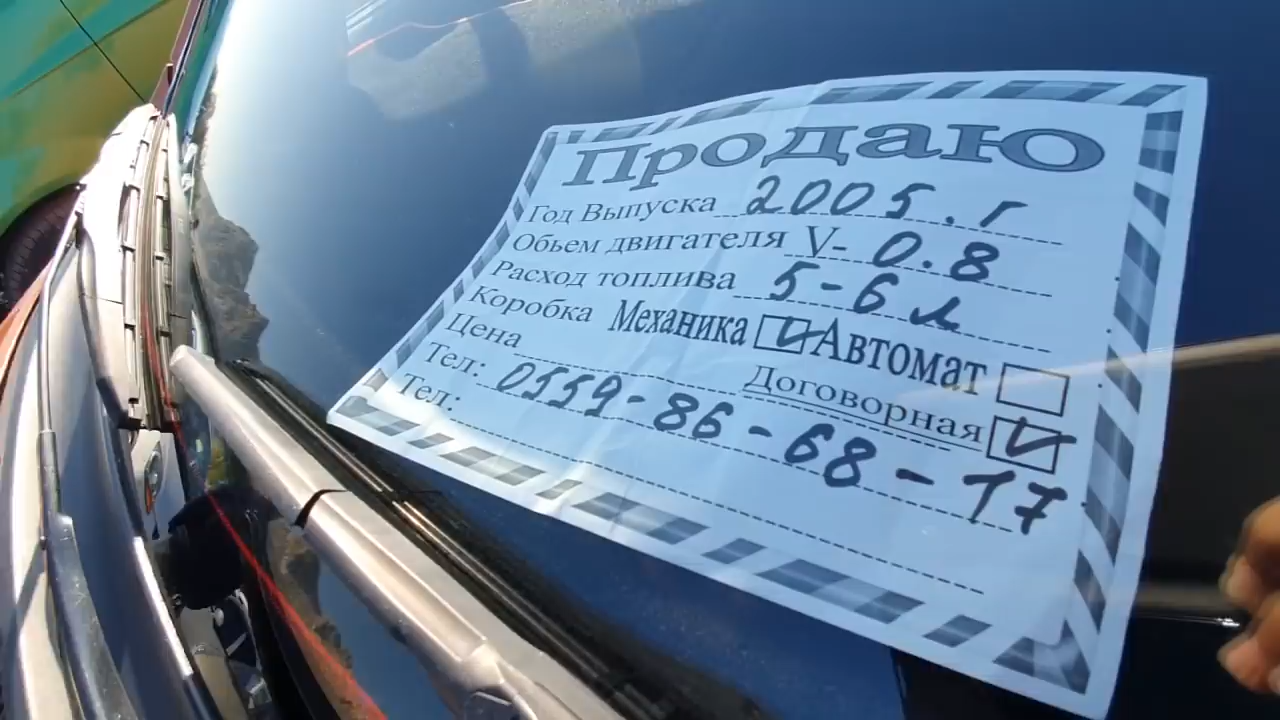 Продаю
Год Выпуска 2005.г
Обьем двигателя V- 0.8
Расход топлива 5-6л
Коробка Механика Автомат
Цена Договорная
Тел: 0559-86-68-17
Тел: